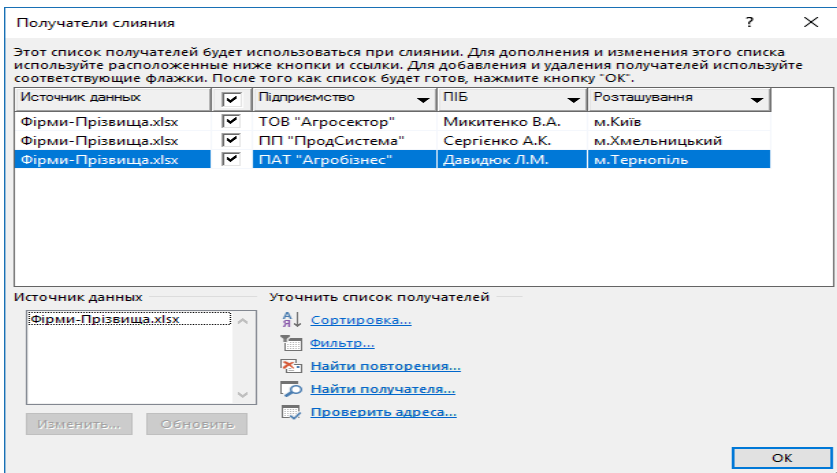 Получатели слияния
Этот список получателей будет использоваться при слиянии. Для дополнения и изменения этого списка
используйте расположенные ниже кнопки и ссылки. Для добавления и удаления получателей используйте
соответствующие флажки. После того как список будет готов, нажмите кнопку "ОК".
Источник данных Підприємство ПІБ Розташування
Фірми-Прізвища.xlsx ТОВ "Агросектор" Микитенко В.А. м.Київ
Фірми-Прізвища.xlsx ПП "ПродСистема" Сергієнко А.К. м.Хмельницький
Фірми-Прізвища.xlsx ПАТ "Агробізнес" Давидюк Л.М. м.Тернопіль
Источник данных Уточнить список получателей
Фірми-Прізвища.xlsx
Сортировка...
Фильтр...
Найти повторения...
Найти получателя...
Проверить адреса...
Изменить... Обновить
ОК